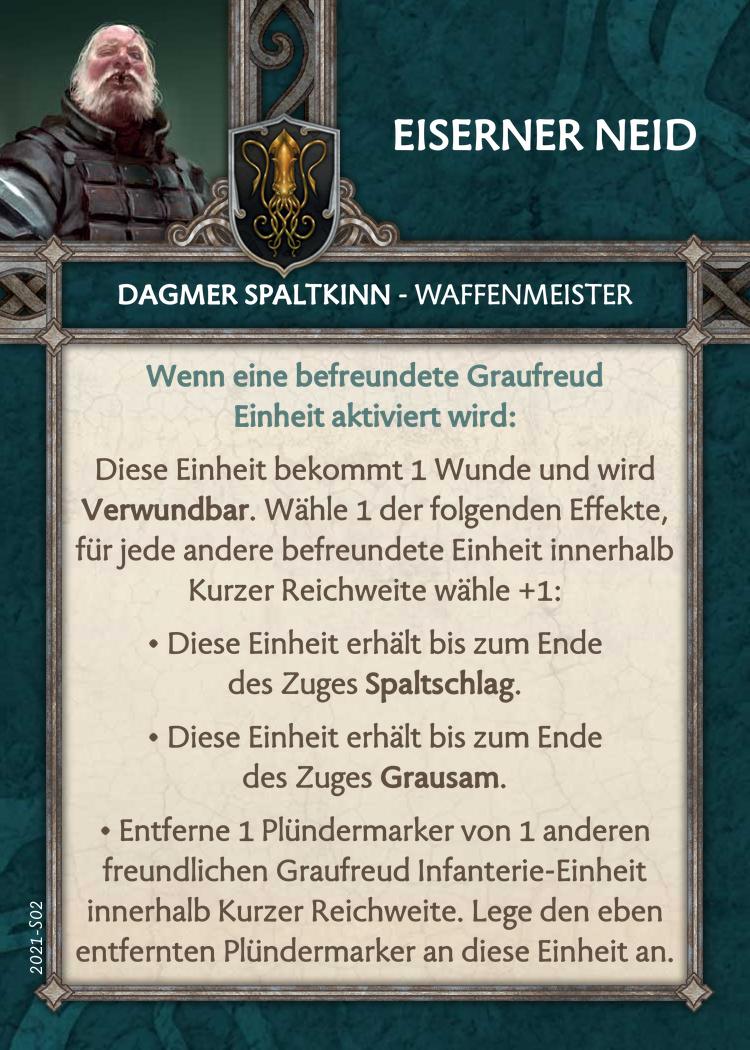 EISERNER NEID
DAGMER SPALTKINN - WAFFENMEISTER
Wenn eine befreundete Graufreud
Einheit aktiviert wird:
Diese Einheit bekommt 1 Wunde und wird
Verwundbar. Wähle 1 der folgenden Effekte,
für jede andere befreundete Einheit innerhalb
Kurzer Reichweite wähle +1:
• Diese Einheit erhält bis zum Ende
des Zuges Spaltschlag.
• Diese Einheit erhält bis zum Ende
des Zuges Grausam.
• Entferne 1 Plündermarker von 1 anderen
freundlichen Graufreud Infanterie-Einheit
innerhalb Kurzer Reichweite. Lege den eben
entfernten Plündermarker an diese Einheit an.
2021-S02